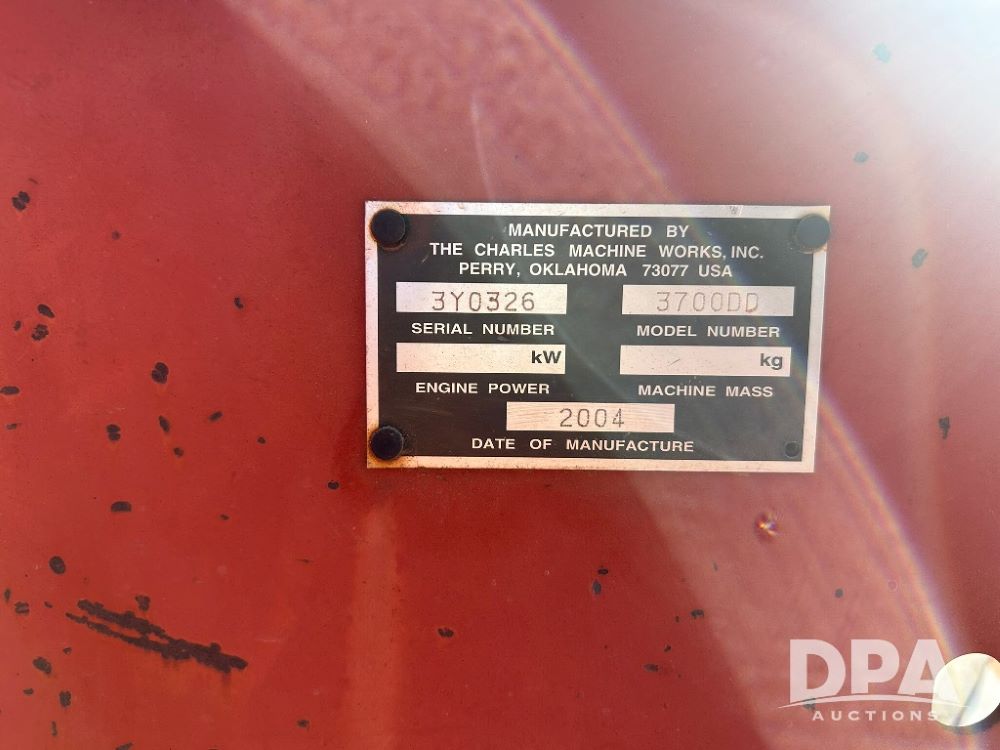 MANUFACTURED BY
THE CHARLES MACHINE WORKS, INC.
PERRY, OKLAHOMA 73077 USA
3Y0326 3700DD
SERIAL NUMBER MODEL NUMBER
kW kg
ENGINE POWER MACHINE MASS
2004
DATE OF MANUFACTURE
DPA
AUCTIONS